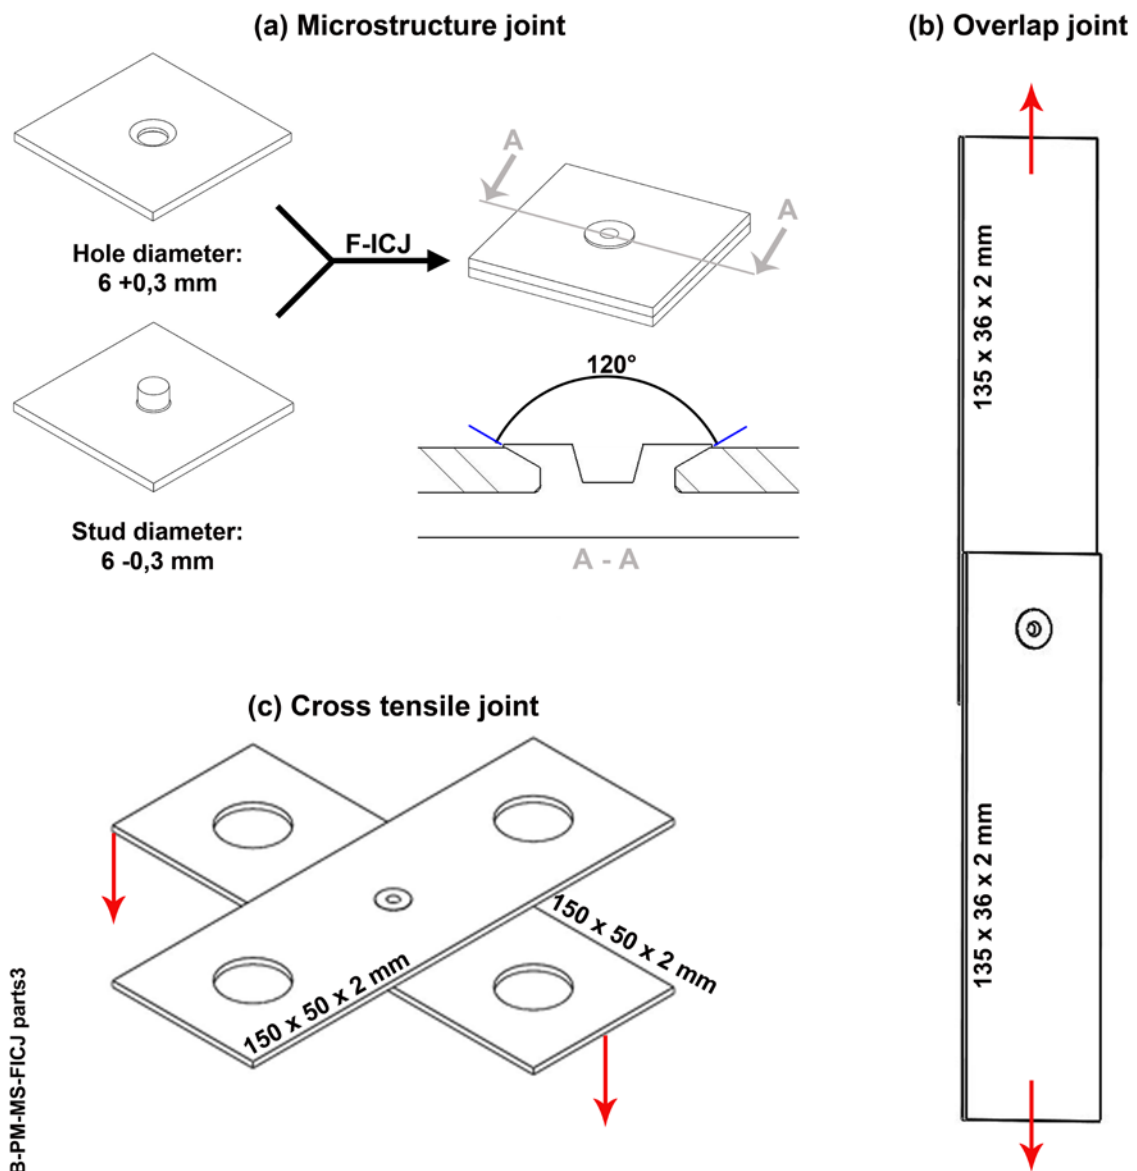 (a) Microstructure joint
(b) Overlap joint
Hole diameter:
6 +0,3 mm
F-ICJ
A
A
Stud diameter:
6 -0,3 mm
120°
A - A
135 x 36 x 2 mm
135 x 36 x 2 mm
(c) Cross tensile joint
150 x 50 x 2 mm
150 x 50 x 2 mm
B-PM-MS-FICJ parts3